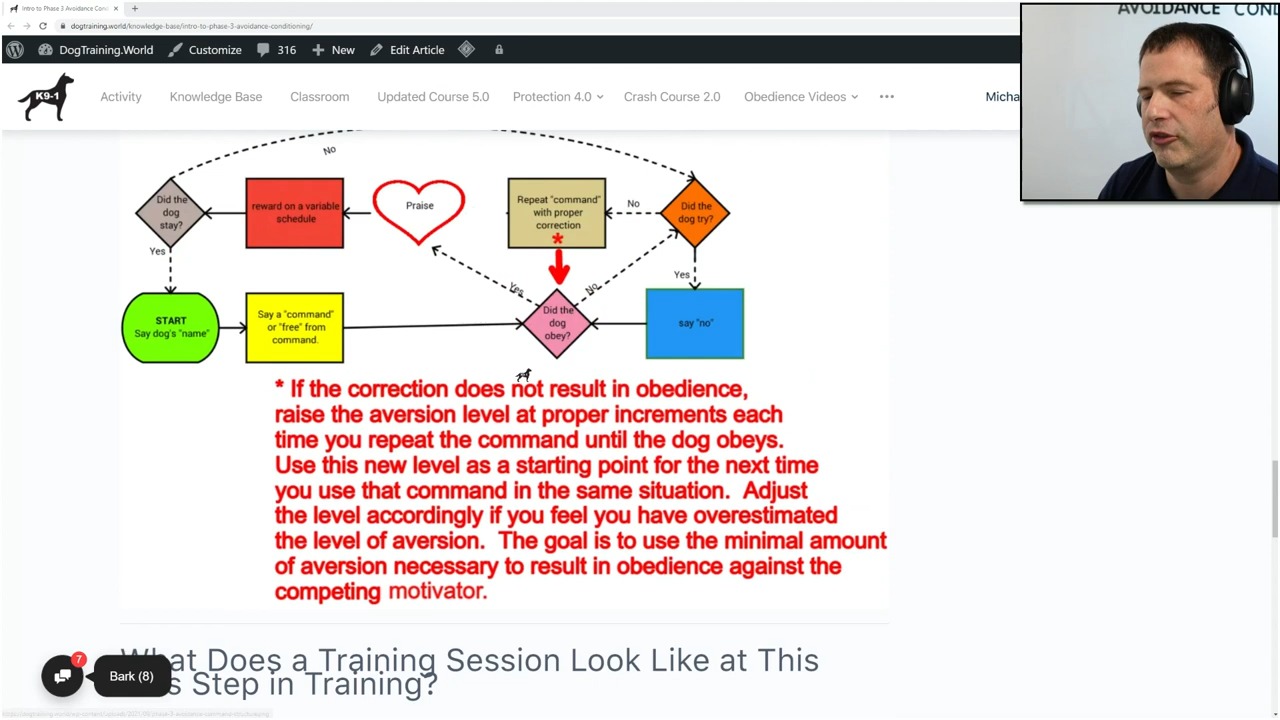 Intro to Phase 3 Avoidance Cond
dogtraining.world/knowledge-base/intro-to-phase-3-avoidance-conditioning/
AVOIDANCE COND
DogTraining.World
Customize
316
New
Edit Article
K9-1
Activity
Knowledge Base
Classroom
Updated Course 5.0
Protection 4.0
Crash Course 2.0
Obedience Videos
Micha
No
Did the
dog
stay?
reward on a variable
schedule
Praise
Repeat "command"
with proper
correction
*
No
Did the
dog try?
Yes
Yes
No
Yes
START
Say dog's "name"
Say a "command"
or "free" from
command.
Did the
dog
obey?
say "no"
* If the correction does not result in obedience,
raise the aversion level at proper increments each
time you repeat the command until the dog obeys.
Use this new level as a starting point for the next time
you use that command in the same situation. Adjust
the level accordingly if you feel you have overestimated
the level of aversion. The goal is to use the minimal amount
of aversion necessary to result in obedience against the
competing motivator.
What Does a Training Session Look Like at This
Step in Training?
7
Bark (8)